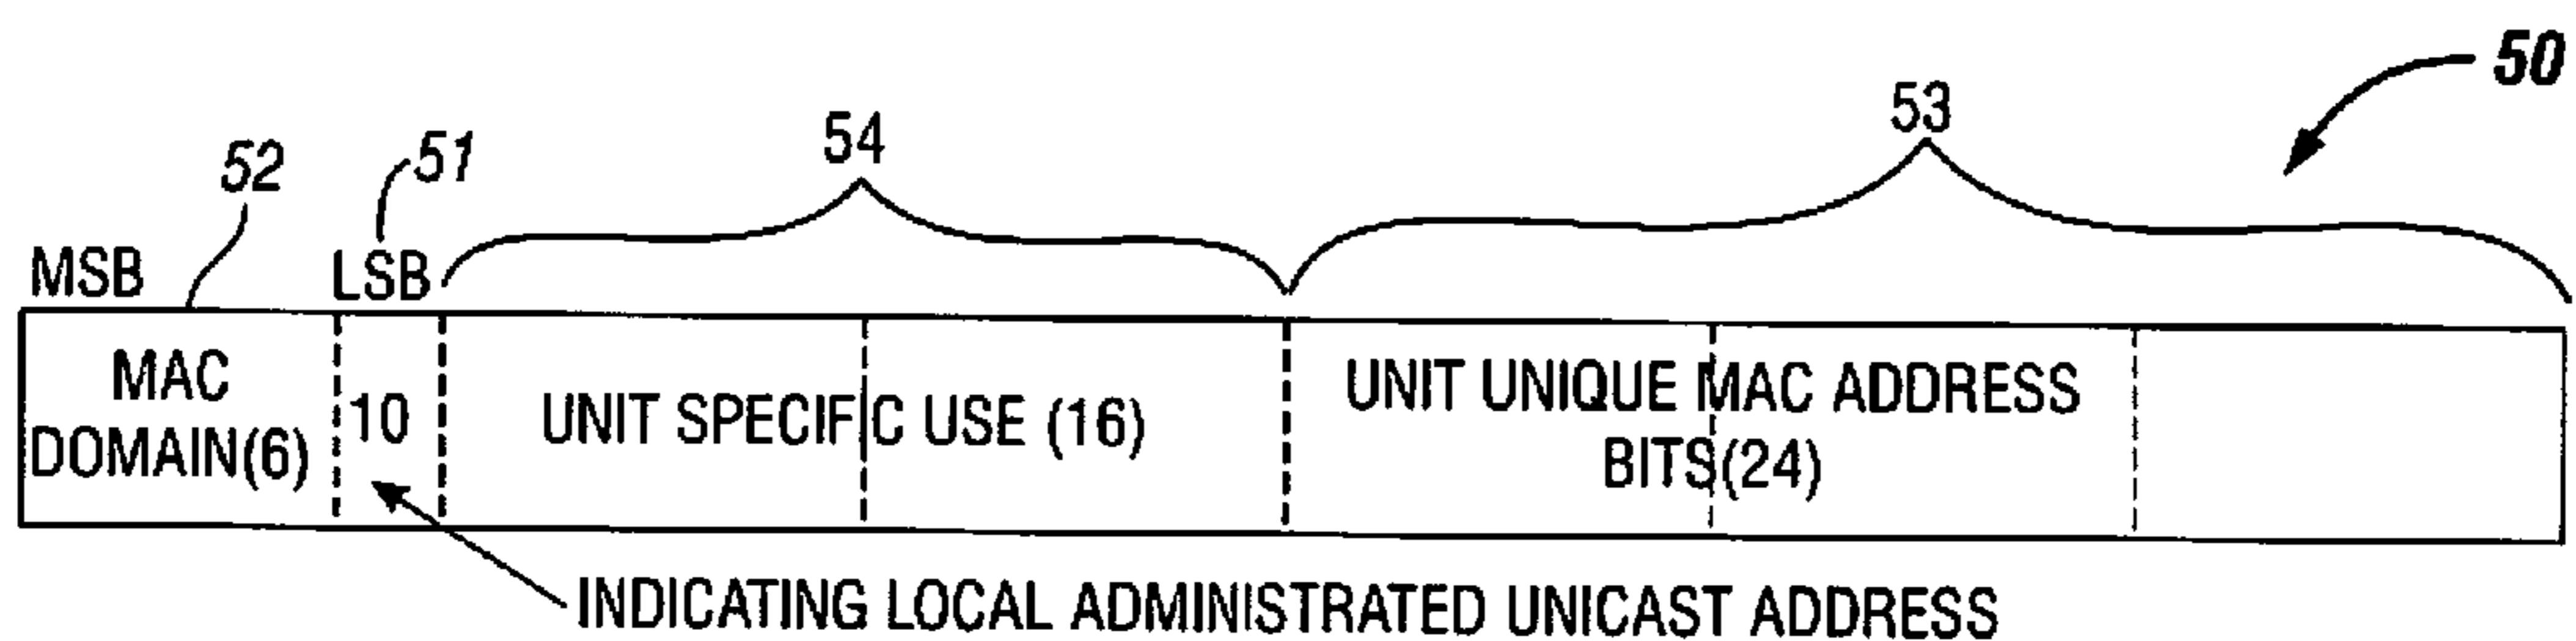 50
53
54
51
52
MSB
LSB
MAC
DOMAIN(6)
10
UNIT SPECIFIC USE (16)
UNIT UNIQUE MAC ADDRESS
BITS(24)
INDICATING LOCAL ADMINISTRATED UNICAST ADDRESS